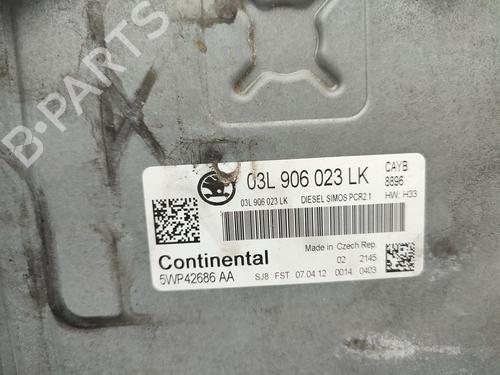 B-PARTS
03L 906 023 LK
CAYB
8896
03L 906 023 LK DIESEL SIMOS PCR2.1 HW: H33
Made in Czech Rep.
Continental 02 2145
5WP42686 AA SJ8 FST 07.04.12 0014 0403